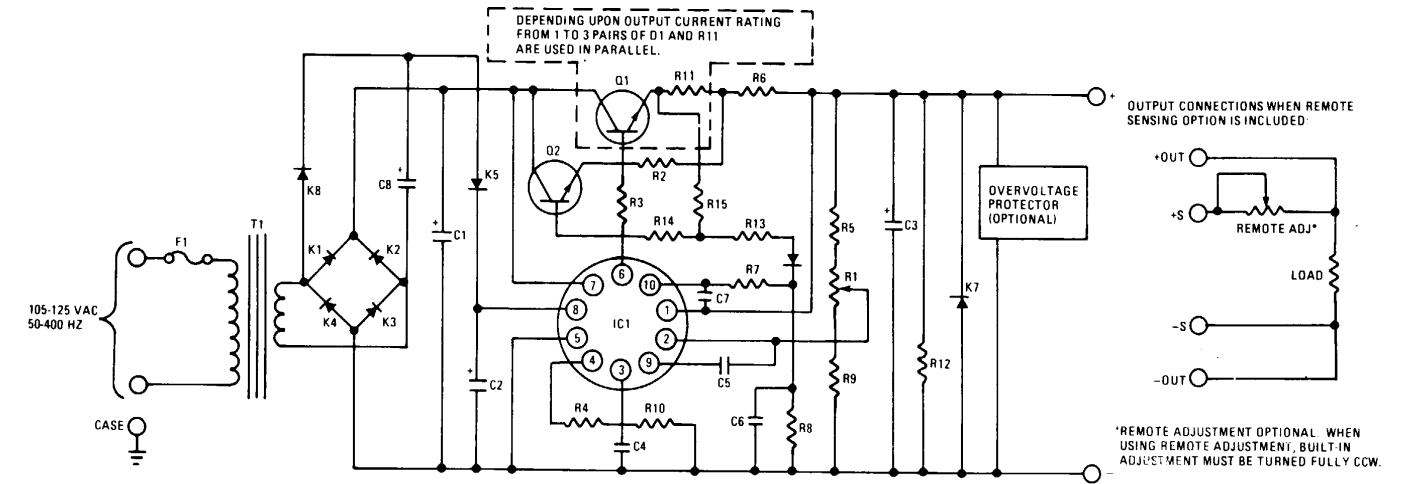 DEPENDING UPON OUTPUT CURRENT RATING
FROM 1 TO 3 PAIRS OF Q1 AND R11
ARE USED IN PARALLEL.
Q1
R11
R6
Q2
R2
K8
C8
K5
R3
R15
R14
R13
R5
C3
OVERVOLTAGE
PROTECTOR
(OPTIONAL)
+
OUTPUT CONNECTIONS WHEN REMOTE
SENSING OPTION IS INCLUDED:
+OUT
+S
REMOTE ADJ*
LOAD
-S
-OUT
T1
F1
K1
K2
K4
K3
C1
105-125 VAC
50-400 HZ
CASE
6
7
10
8
1
IC1
5
2
4
3
9
R7
C7
R1
K7
C5
C2
R9
R12
R4
R10
C4
C6
R8
-
*REMOTE ADJUSTMENT OPTIONAL. WHEN
USING REMOTE ADJUSTMENT, BUILT-IN
ADJUSTMENT MUST BE TURNED FULLY CCW.